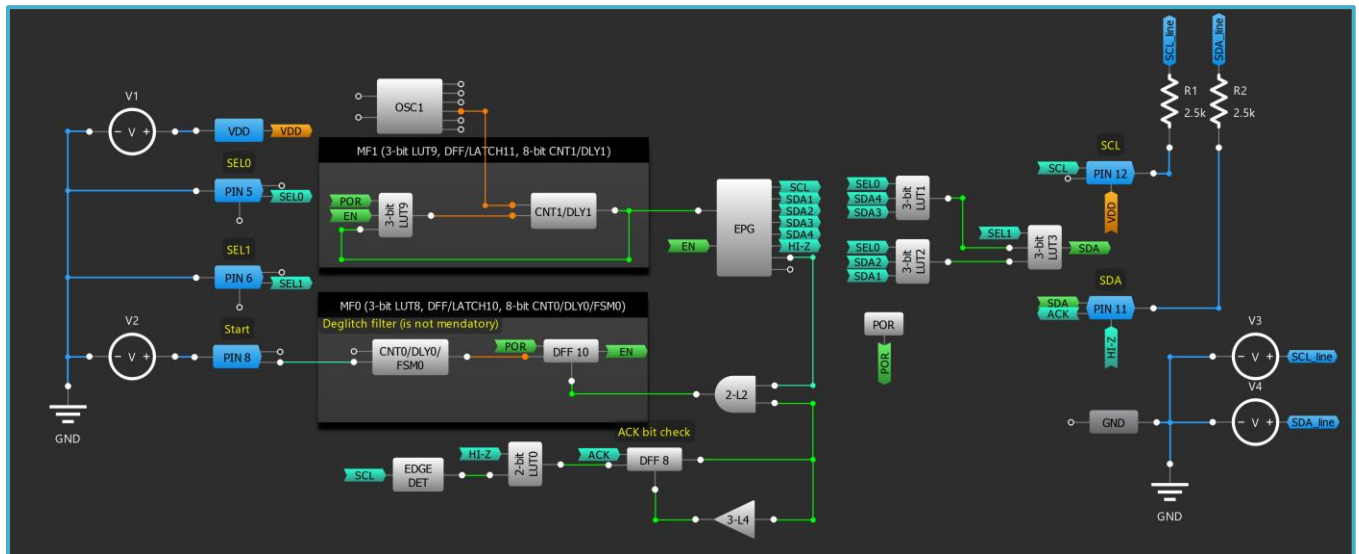 V1
VDD
VDD
SEL0
PIN 5
SEL0
SEL1
PIN 6
SEL1
V2
Start
PIN 8
GND
OSC1
MF1 (3-bit LUT9, DFF/LATCH11, 8-bit CNT1/DLY1)
POR
EN
3-bit
LUT9
CNT1/DLY1
MF0 (3-bit LUT8, DFF/LATCH10, 8-bit CNT0/DLY0/FSM0)
Deglitch filter (is not mendatory)
CNT0/DLY0/
FSM0
POR
DFF 10
EN
EN
EPG
SCL
SDA1
SDA2
SDA3
SDA4
HI-Z
2-L2
ACK bit check
SCL
EDGE
DET
HI-Z
2-bit
LUT0
ACK
DFF 8
3-L4
SEL0
SDA4
SDA3
3-bit
LUT1
SEL0
SDA2
SDA1
3-bit
LUT2
SEL1
3-bit
LUT3
SDA
POR
POR
SCL_line
SDA_line
R1
2.5k
R2
2.5k
SCL
SCL
PIN 12
VDD
SDA
SDA
ACK
PIN 11
HI-Z
V3
SCL_line
V4
SDA_line
GND
GND